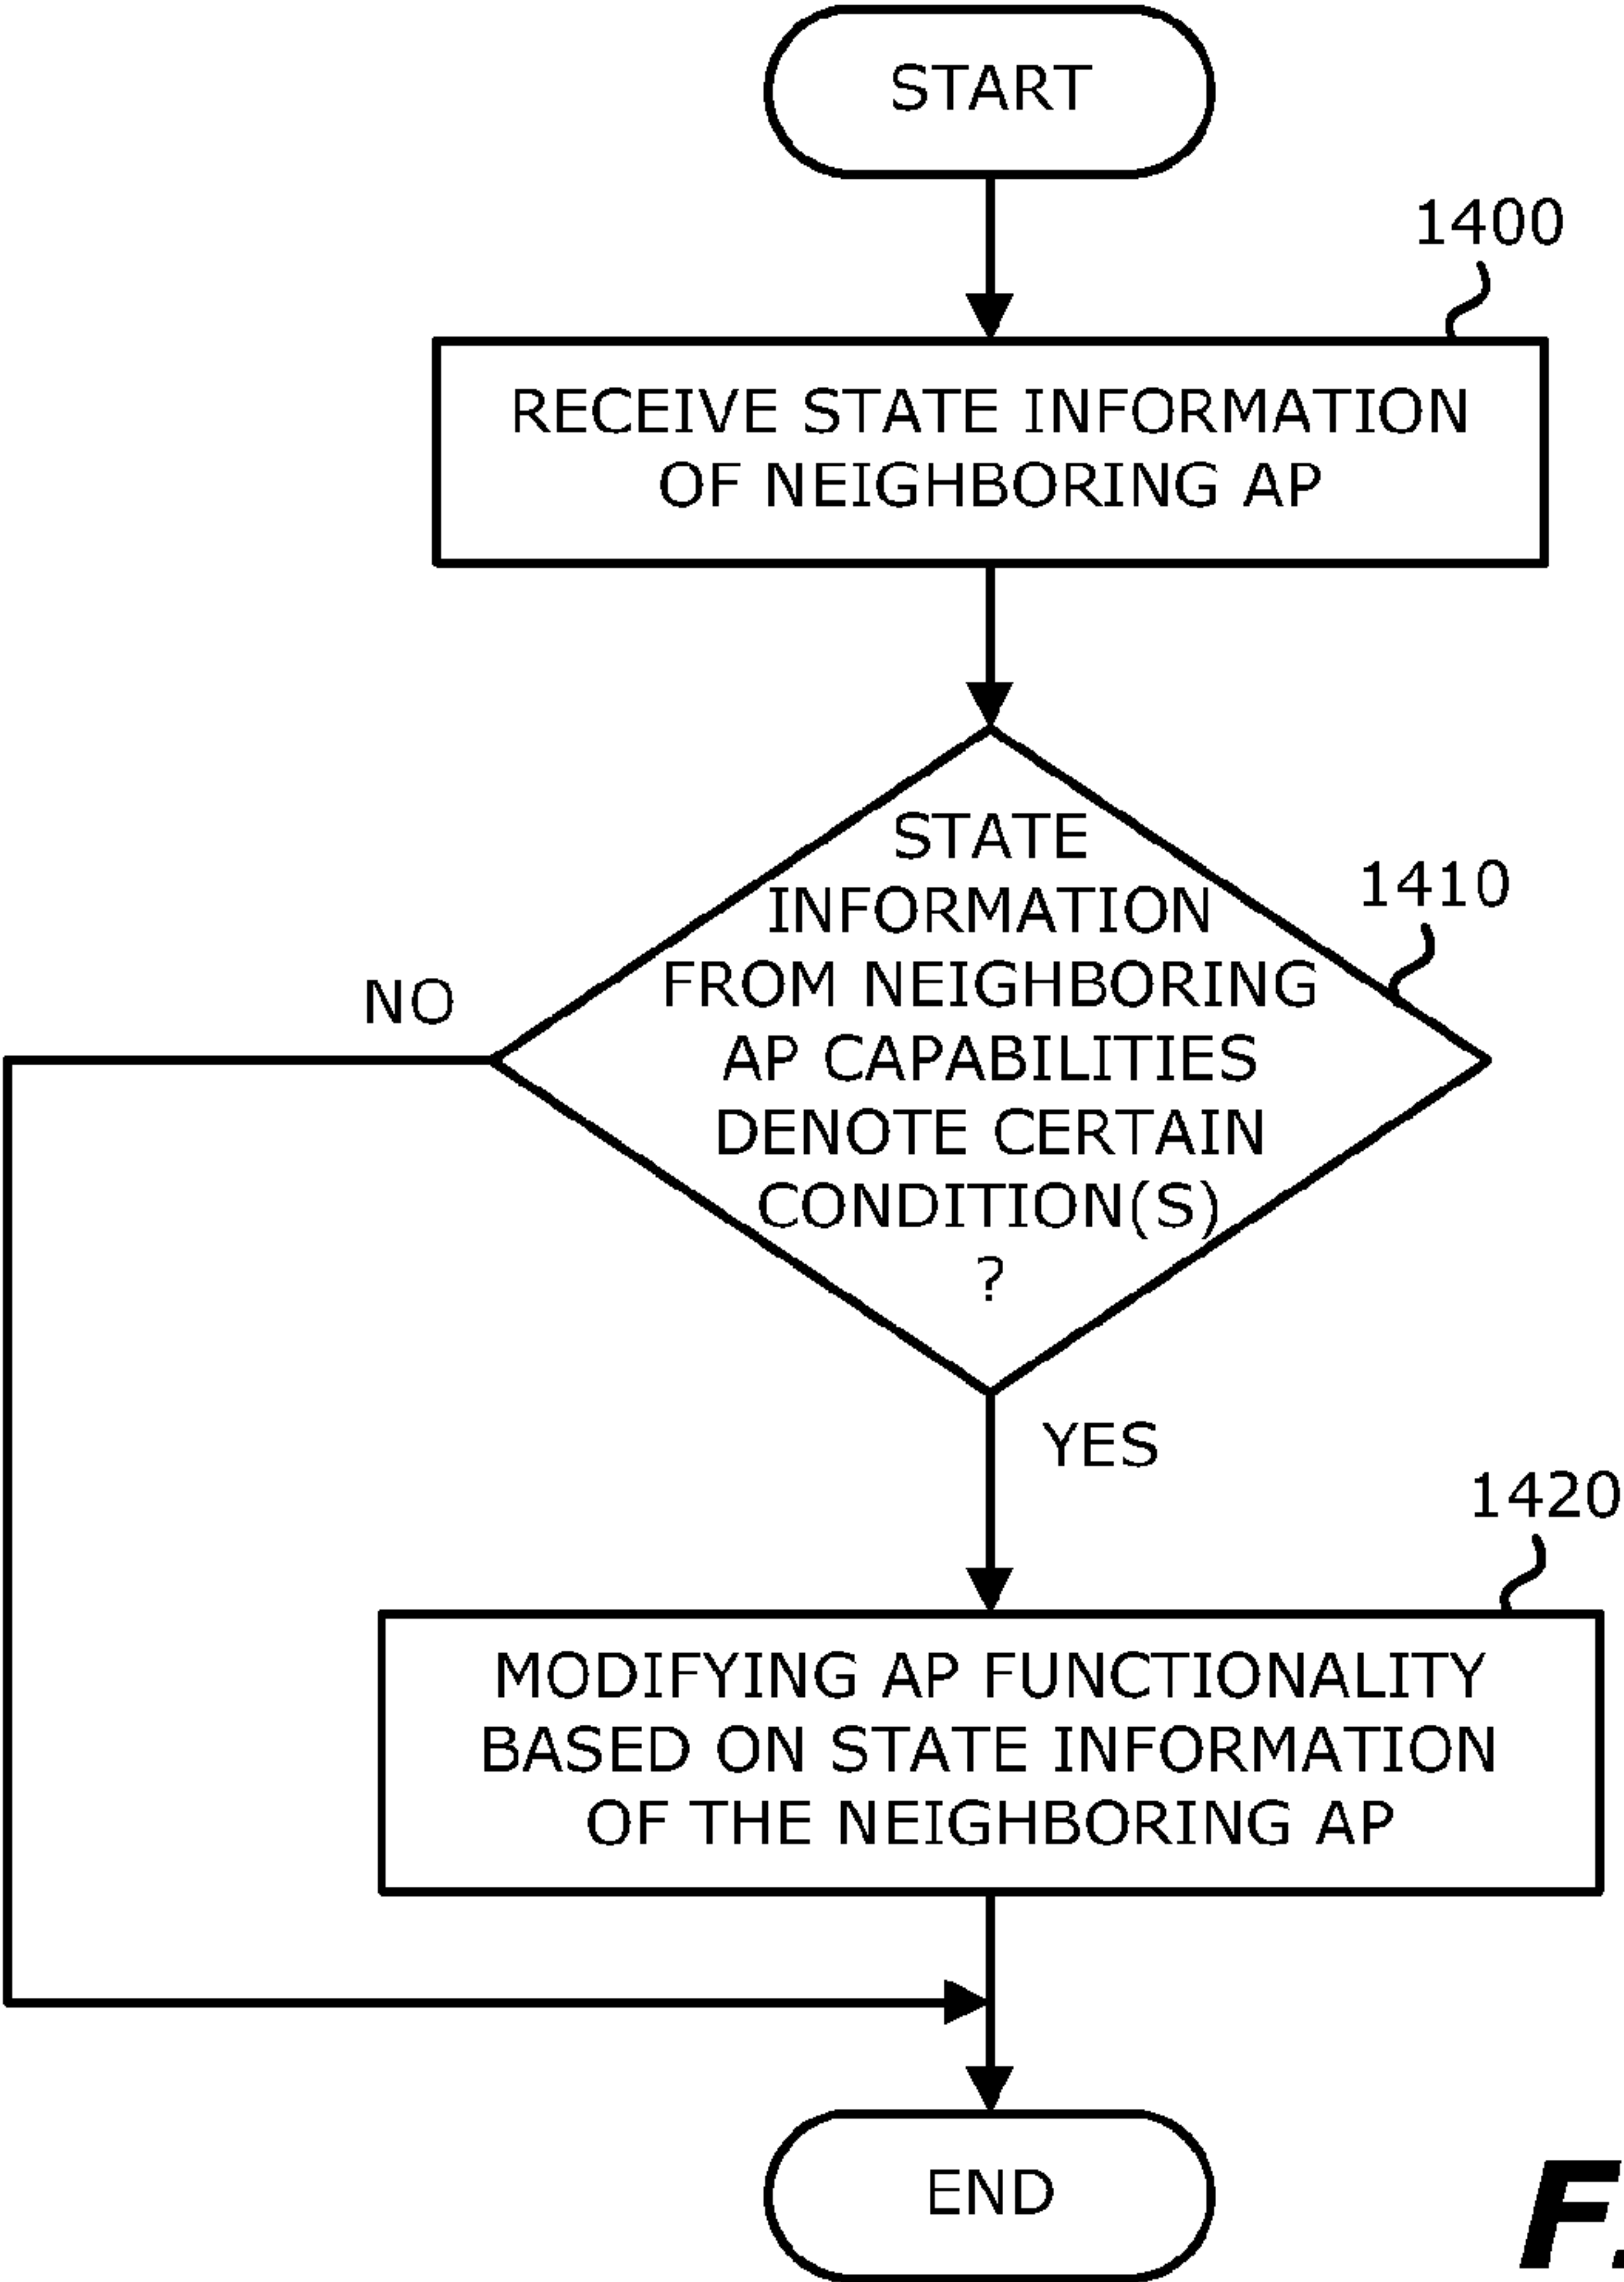 START
1400
RECEIVE STATE INFORMATION
OF NEIGHBORING AP
STATE
INFORMATION
FROM NEIGHBORING
AP CAPABILITIES
DENOTE CERTAIN
CONDITION(S)
?
1410
NO
YES
1420
MODIFYING AP FUNCTIONALITY
BASED ON STATE INFORMATION
OF THE NEIGHBORING AP
END